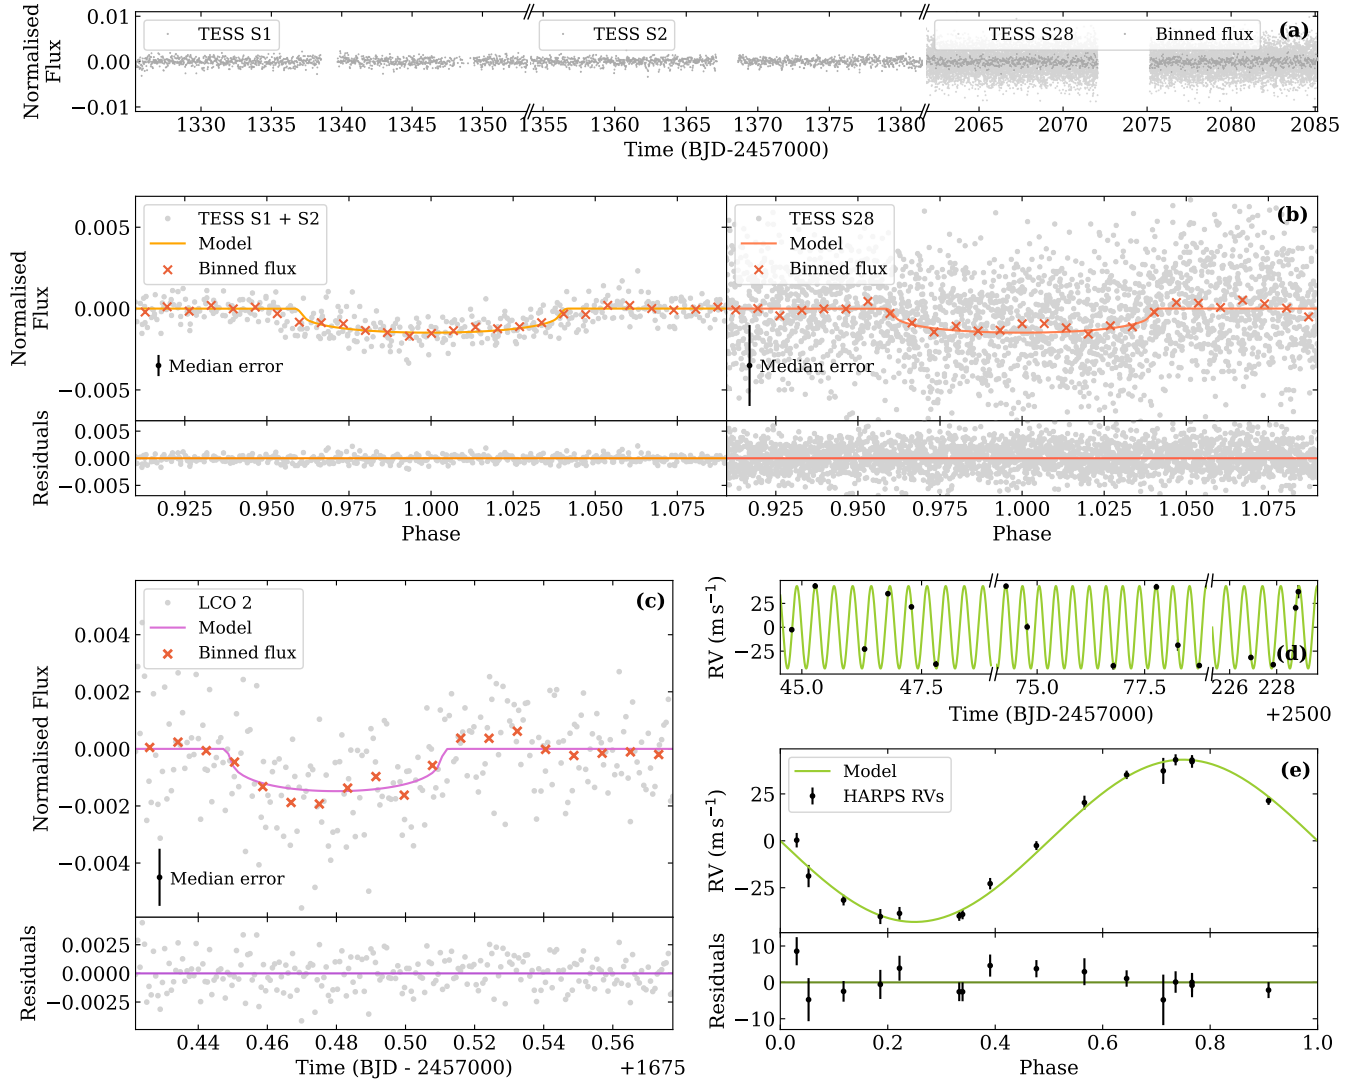 Normalised Flux
0.01
0.00
−0.01
TESS S1
TESS S2
TESS S28
Binned flux
(a)
1330 1335 1340 1345 1350 1355 1360 1365 1370 1375 1380 2065 2070 2075 2080 2085
Time (BJD-2457000)
Normalised Flux
0.005
0.000
−0.005
TESS S1 + S2
Model
Binned flux
Median error
TESS S28
Model
Binned flux
Median error
(b)
Residuals
0.005
0.000
−0.005
0.925 0.950 0.975 1.000 1.025 1.050 1.075
0.925 0.950 0.975 1.000 1.025 1.050 1.075
Phase
Phase
Normalised Flux
0.004
0.002
0.000
−0.002
−0.004
LCO 2
Model
Binned flux
(c)
Median error
Residuals
0.0025
0.0000
−0.0025
0.44 0.46 0.48 0.50 0.52 0.54 0.56
Time (BJD - 2457000)
+1675
RV (m s⁻¹)
25
0
−25
(d)
45.0 47.5 75.0 77.5 226 228
Time (BJD-2457000)
+2500
RV (m s⁻¹)
25
0
−25
Model
HARPS RVs
(e)
Residuals
10
0
−10
0.0 0.2 0.4 0.6 0.8 1.0
Phase